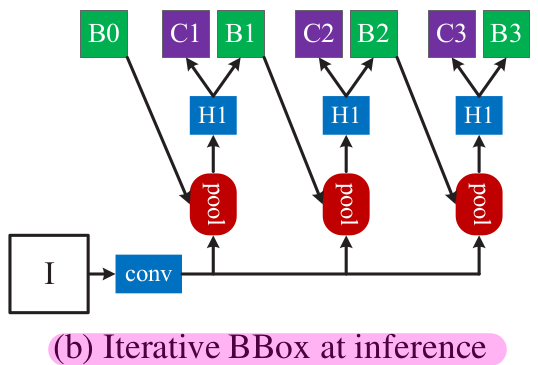 B0 C1 B1 C2 B2 C3 B3
H1 H1 H1
pool pool pool
I conv
(b) Iterative BBox at inference